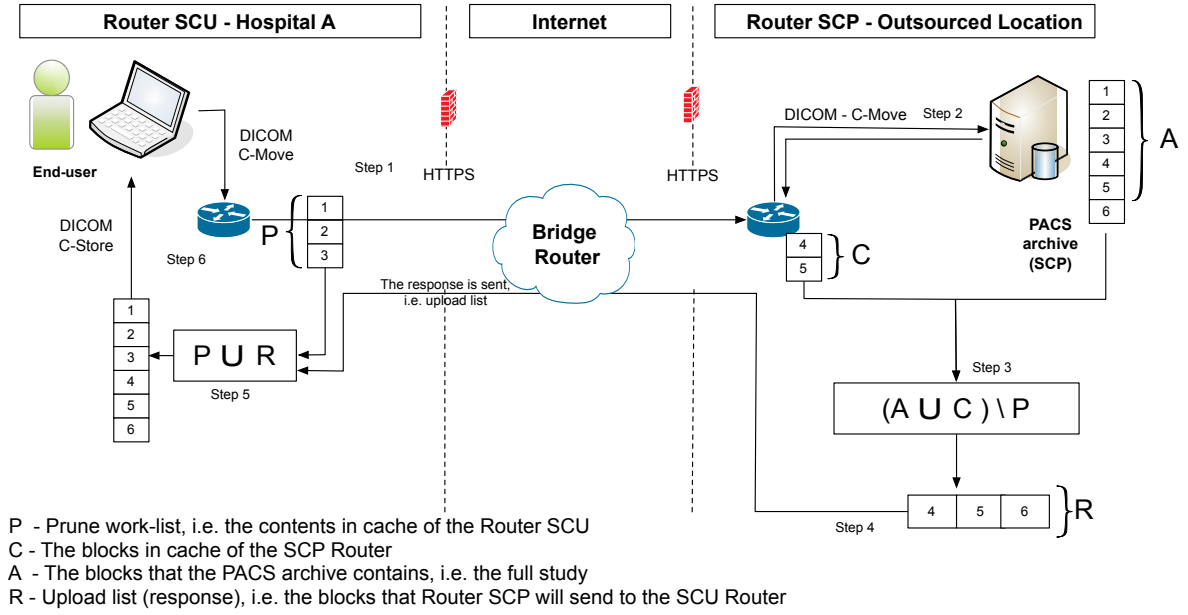 Router SCU - Hospital A
Internet
Router SCP - Outsourced Location
End-user
DICOM
C-Move
Step 1
HTTPS
HTTPS
DICOM - C-Move
Step 2
1
2
3
4
5
6
A
PACS
archive
(SCP)
DICOM
C-Store
Step 6
P
1
2
3
Bridge
Router
4
5
C
The response is sent,
i.e. upload list
1
2
3
4
5
6
P U R
Step 5
Step 3
(A U C ) \ P
4 5 6
R
Step 4
P - Prune work-list, i.e. the contents in cache of the Router SCU
C - The blocks in cache of the SCP Router
A - The blocks that the PACS archive contains, i.e. the full study
R - Upload list (response), i.e. the blocks that Router SCP will send to the SCU Router